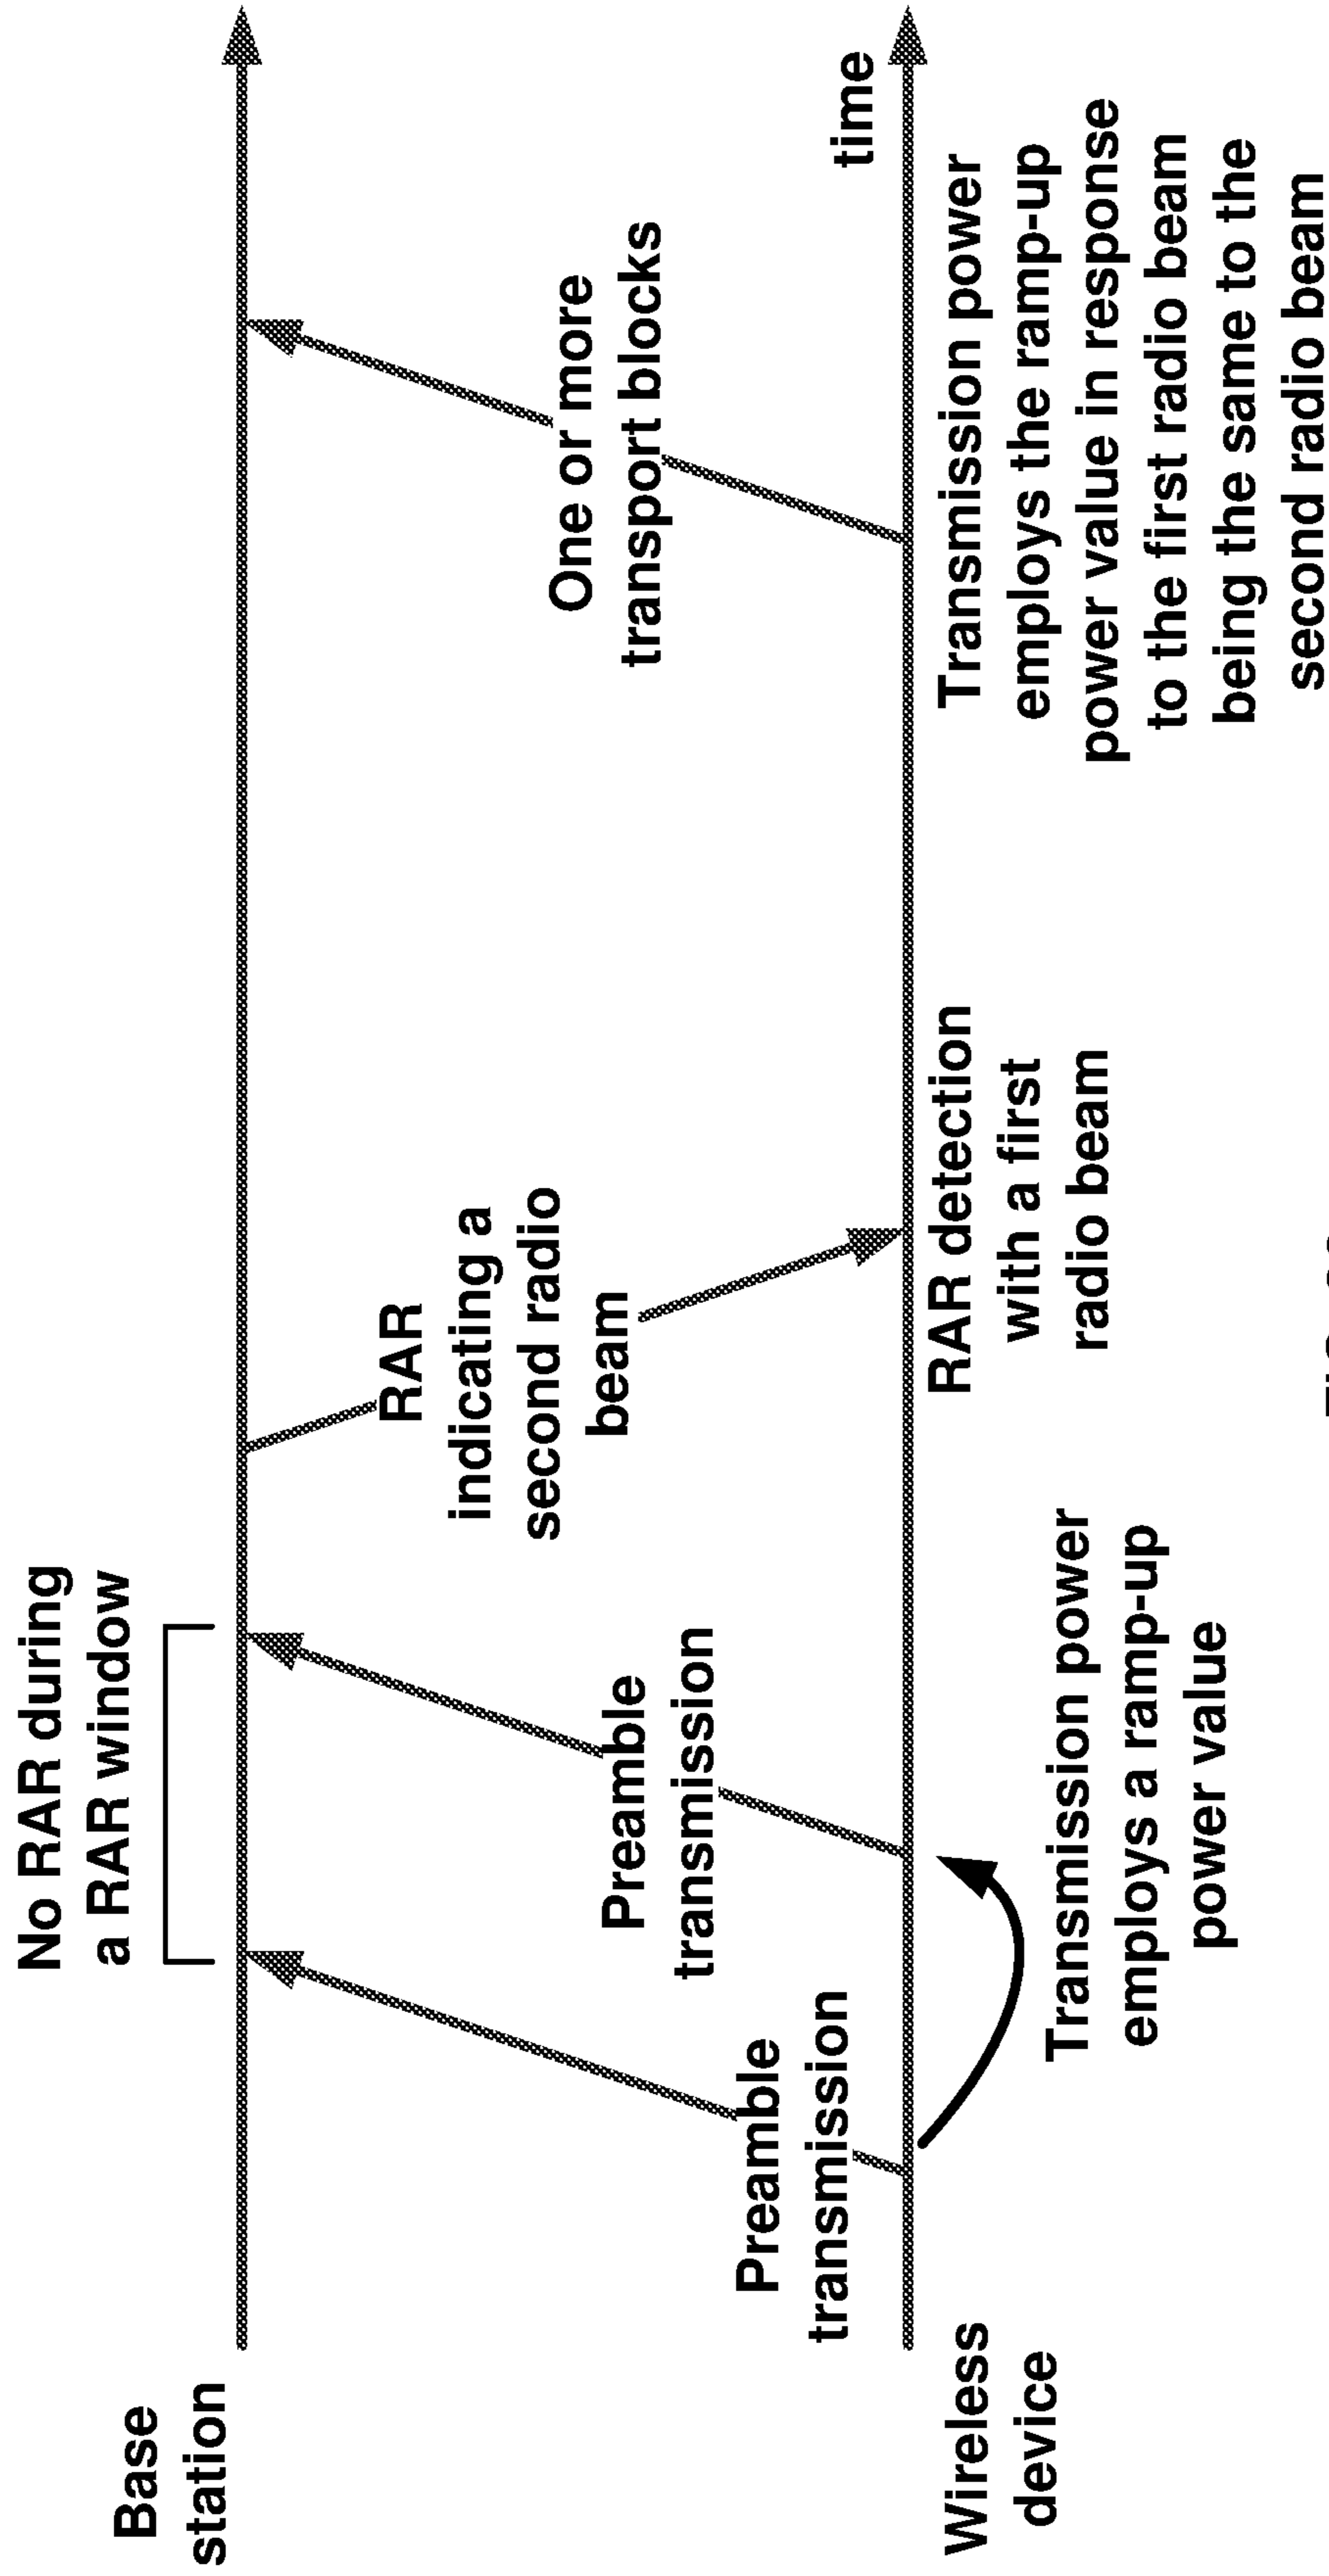 No RAR during
a RAR window
Base
station
Preamble
transmission
Preamble
transmission
RAR
indicating a
second radio
beam
One or more
transport blocks
time
Wireless
device
Transmission power
employs a ramp-up
power value
RAR detection
with a first
radio beam
Transmission power
employs the ramp-up
power value in response
to the first radio beam
being the same to the
second radio beam